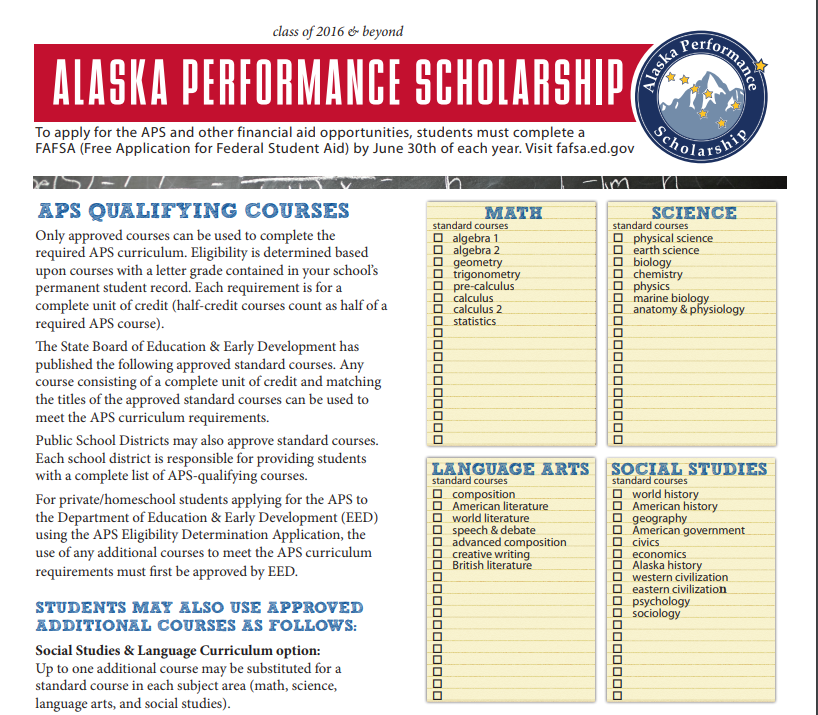 class of 2016 & beyond
ALASKA PERFORMANCE SCHOLARSHIP
Alaska Performance
Scholarship
To apply for the APS and other financial aid opportunities, students must complete a
FAFSA (Free Application for Federal Student Aid) by June 30th of each year. Visit fafsa.ed.gov
APS QUALIFYING COURSES
Only approved courses can be used to complete the
required APS curriculum. Eligibility is determined based
upon courses with a letter grade contained in your school's
permanent student record. Each requirement is for a
complete unit of credit (half-credit courses count as half of a
required APS course).
The State Board of Education & Early Development has
published the following approved standard courses. Any
course consisting of a complete unit of credit and matching
the titles of the approved standard courses can be used to
meet the APS curriculum requirements.
Public School Districts may also approve standard courses.
Each school district is responsible for providing students
with a complete list of APS-qualifying courses.
For private/homeschool students applying for the APS to
the Department of Education & Early Development (EED)
using the APS Eligibility Determination Application, the
use of any additional courses to meet the APS curriculum
requirements must first be approved by EED.
STUDENTS MAY ALSO USE APPROVED
ADDITIONAL COURSES AS FOLLOWS:
Social Studies & Language Curriculum option:
Up to one additional course may be substituted for a
standard course in each subject area (math, science,
language arts, and social studies).
MATH
standard courses
algebra 1
algebra 2
geometry
trigonometry
pre-calculus
calculus
calculus 2
statistics
SCIENCE
standard courses
physical science
earth science
biology
chemistry
physics
marine biology
anatomy & physiology
LANGUAGE ARTS
standard courses
composition
American literature
world literature
speech & debate
advanced composition
creative writing
British literature
SOCIAL STUDIES
standard courses
world history
American history
geography
American government
civics
economics
Alaska history
western civilization
eastern civilization
psychology
sociology